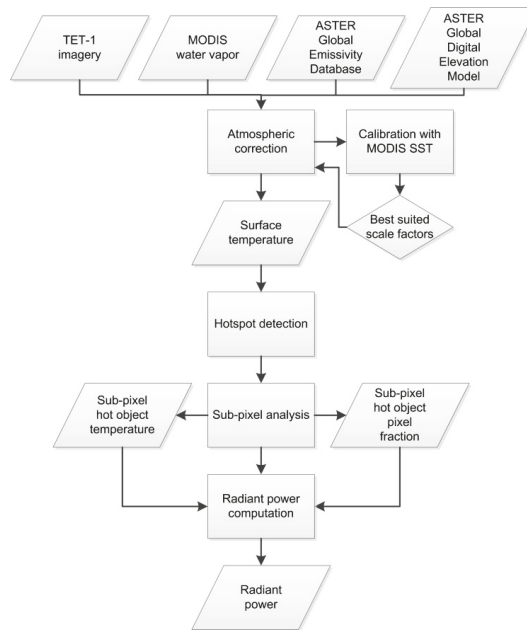 TET-1
imagery
MODIS
water vapor
ASTER
Global
Emissivity
Database
ASTER
Global
Digital
Elevation
Model
Atmospheric
correction
Calibration with
MODIS SST
Surface
temperature
Best suited
scale factors
Hotspot detection
Sub-pixel
hot object
temperature
Sub-pixel analysis
Sub-pixel
hot object
pixel
fraction
Radiant power
computation
Radiant
power